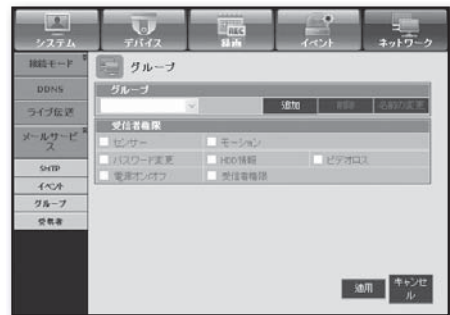 REC
システム
デバイス
録画
イベント
ネットワーク
接続モード
DDNS
ライブ伝送
メールサービ
ス
SMTP
イベント
グループ
受信者
グループ
グループ
追加
削除
名前の変更
受信者権限
センサー
モーション
パスワード変更
HDD情報
ビデオロス
電源オン/オフ
受信者権限
適用
キャンセ
ル